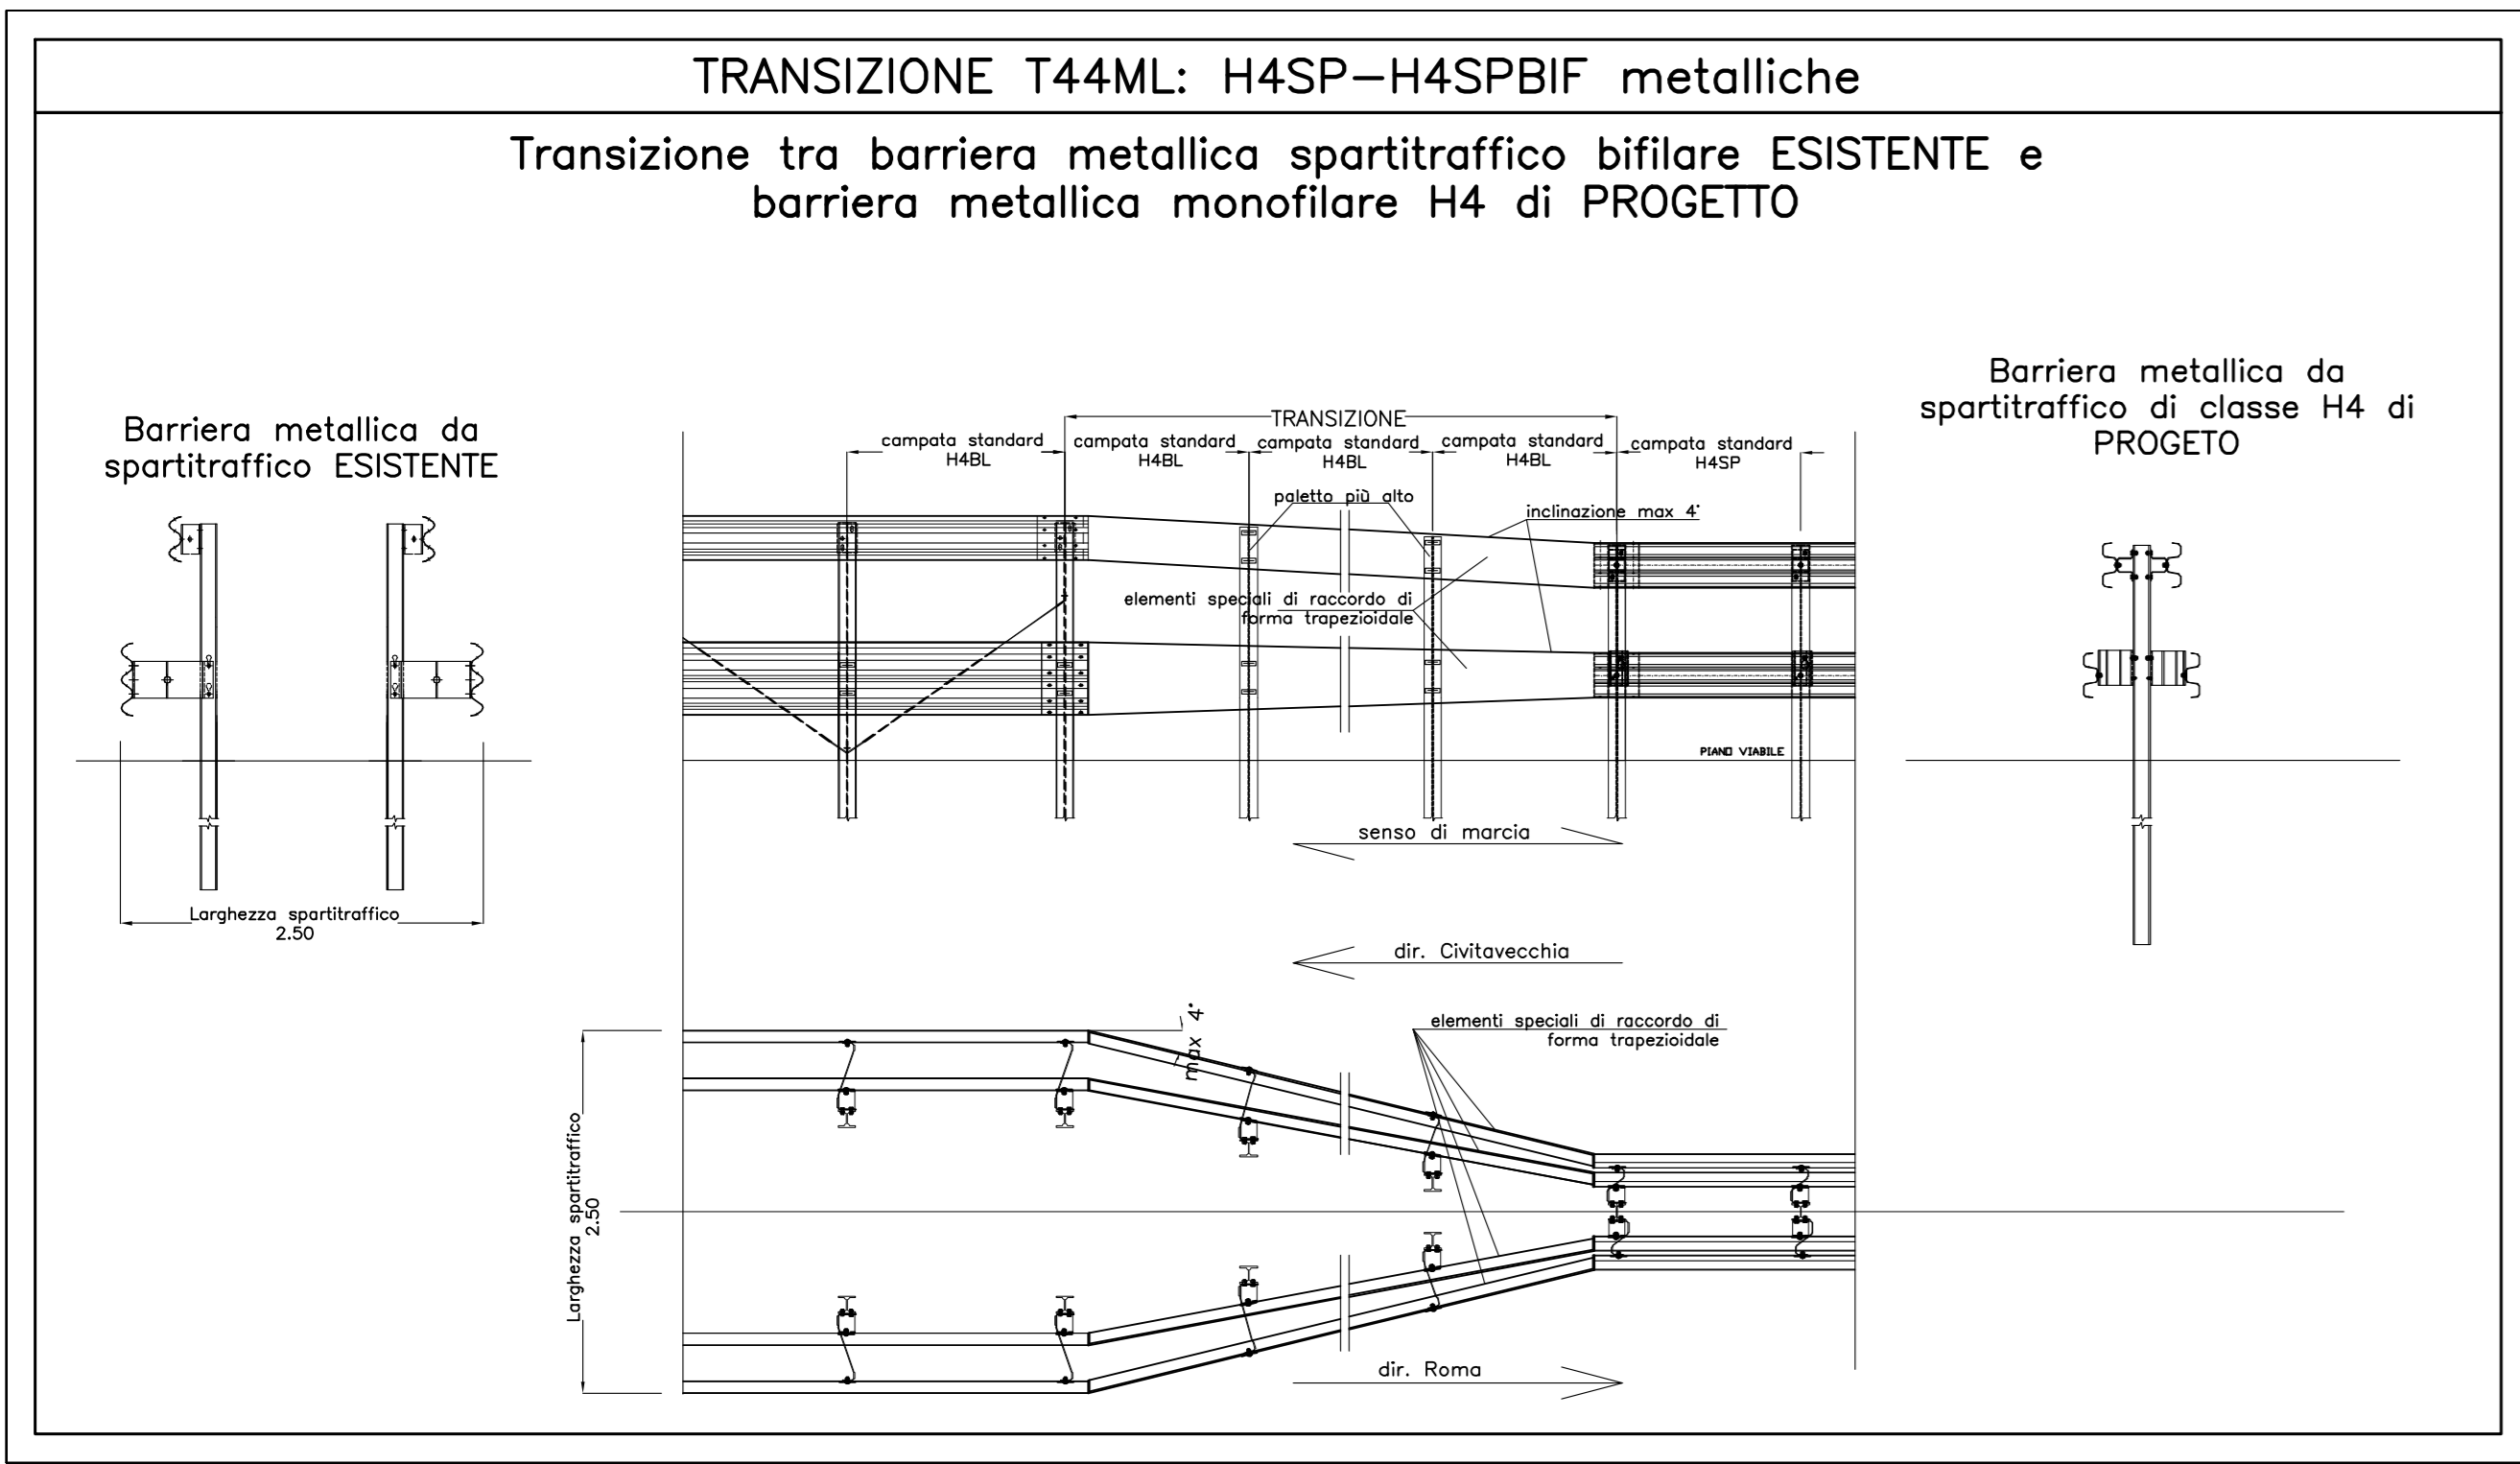 TRANSIZIONE T44ML: H4SP-H4SPBIF metalliche
Transizione tra barriera metallica spartitraffico bifilare ESISTENTE e
barriera metallica monofilare H4 di PROGETTO
Barriera metallica da
spartitraffico ESISTENTE
Larghezza spartitraffico
2.50
TRANSIZIONE
campata standard
H4BL
campata standard
H4BL
campata standard
H4BL
campata standard
H4BL
campata standard
H4SP
paletto più alto
inclinazione max 4°
elementi speciali di raccordo di
forma trapezioidale
PIANO VIABILE
senso di marcia
Barriera metallica da
spartitraffico di classe H4 di
PROGETO
dir. Civitavecchia
max 4°
elementi speciali di raccordo di
forma trapezioidale
Larghezza spartitraffico
2.50
dir. Roma